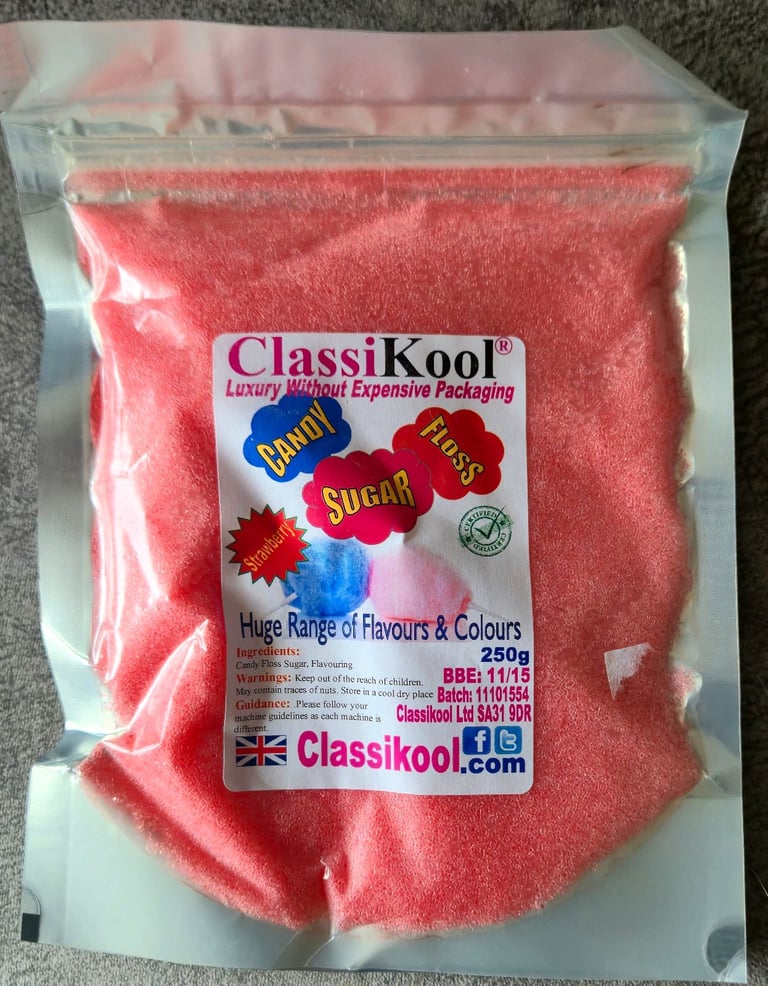 ClassiKool®
Luxury Without Expensive Packaging
CANDY
FLOSS
SUGAR
CERTIFIED
CERTIFIED
Strawberry
Huge Range of Flavours & Colours
Ingredients:
Candy Floss Sugar, Flavouring
250g
Warnings: Keep out of the reach of children.
BBE: 11/15
May contain traces of nuts. Store in a cool dry place
Batch: 11101554
Guidance: .Please follow your
Classikool Ltd SA31 9DR
machine guidelines as each machine is
different.
Classikool.com
f t